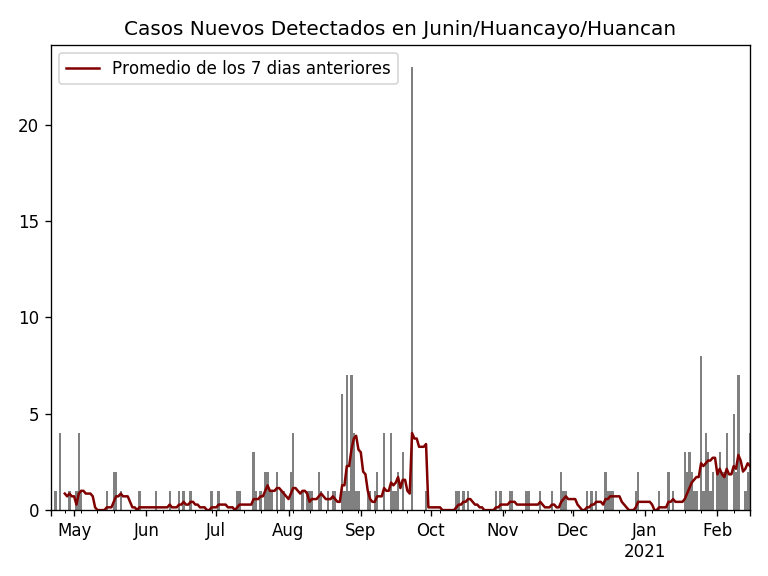 Casos Nuevos Detectados en Junin/Huancayo/Huancan
Promedio de los 7 dias anteriores
20
15
10
5
0
May Jun Jul Aug Sep Oct Nov Dec Jan Feb
2021